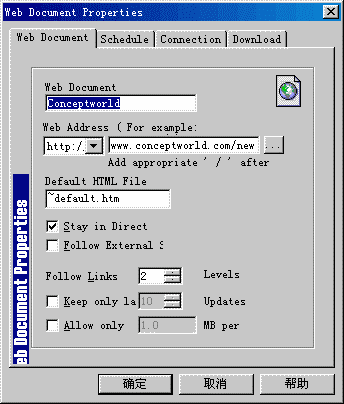 Web Document Properties
Web Document Schedule Connection Download
Web Document
Conceptworld
Web Address (For example:
http:/ www.conceptworld.com/new ...
Add appropriate ' / ' after
Default HTML File
~default.htm
Stay in Direct
Follow External S
Follow Links 2 Levels
Keep only la 10 Updates
Allow only 1.0 MB per
eb Document Properties
确定 取消 帮助